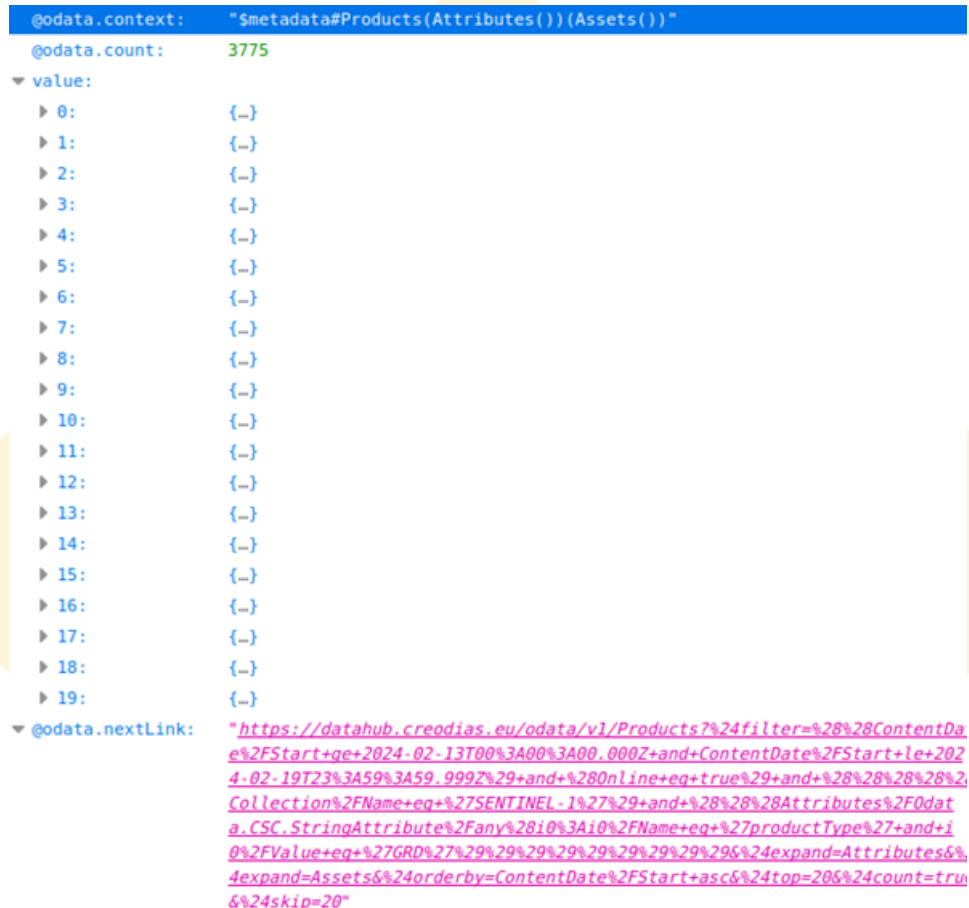 @odata.context: "$metadata#Products(Attributes())(Assets())"
@odata.count: 3775
value:
0: {…}
1: {…}
2: {…}
3: {…}
4: {…}
5: {…}
6: {…}
7: {…}
8: {…}
9: {…}
10: {…}
11: {…}
12: {…}
13: {…}
14: {…}
15: {…}
16: {…}
17: {…}
18: {…}
19: {…}
@odata.nextLink: "https://datahub.creodias.eu/odata/v1/Products?%24filter=%28%28ContentDa
e%2FStart+ge+2024-02-13T00%3A00%3A00.000Z+and+ContentDate%2FStart+le+202
4-02-19T23%3A59%3A59.999Z%29+and+%28Online+eq+true%29+and+%28%28%28%28%2
Collection%2FName+eq+%27SENTINEL-1%27%29+and+%28%28%28Attributes%2FOdat
a.CSC.StringAttribute%2Fany%28i0%3Ai0%2FName+eq+%27productType%27+and+i
0%2FValue+eq+%27GRD%27%29%29%29%29%29%29%29%29%29&%24expand=Attributes&%
4expand=Assets&%24orderby=ContentDate%2FStart+asc&%24top=20&%24count=true
&%24skip=20"